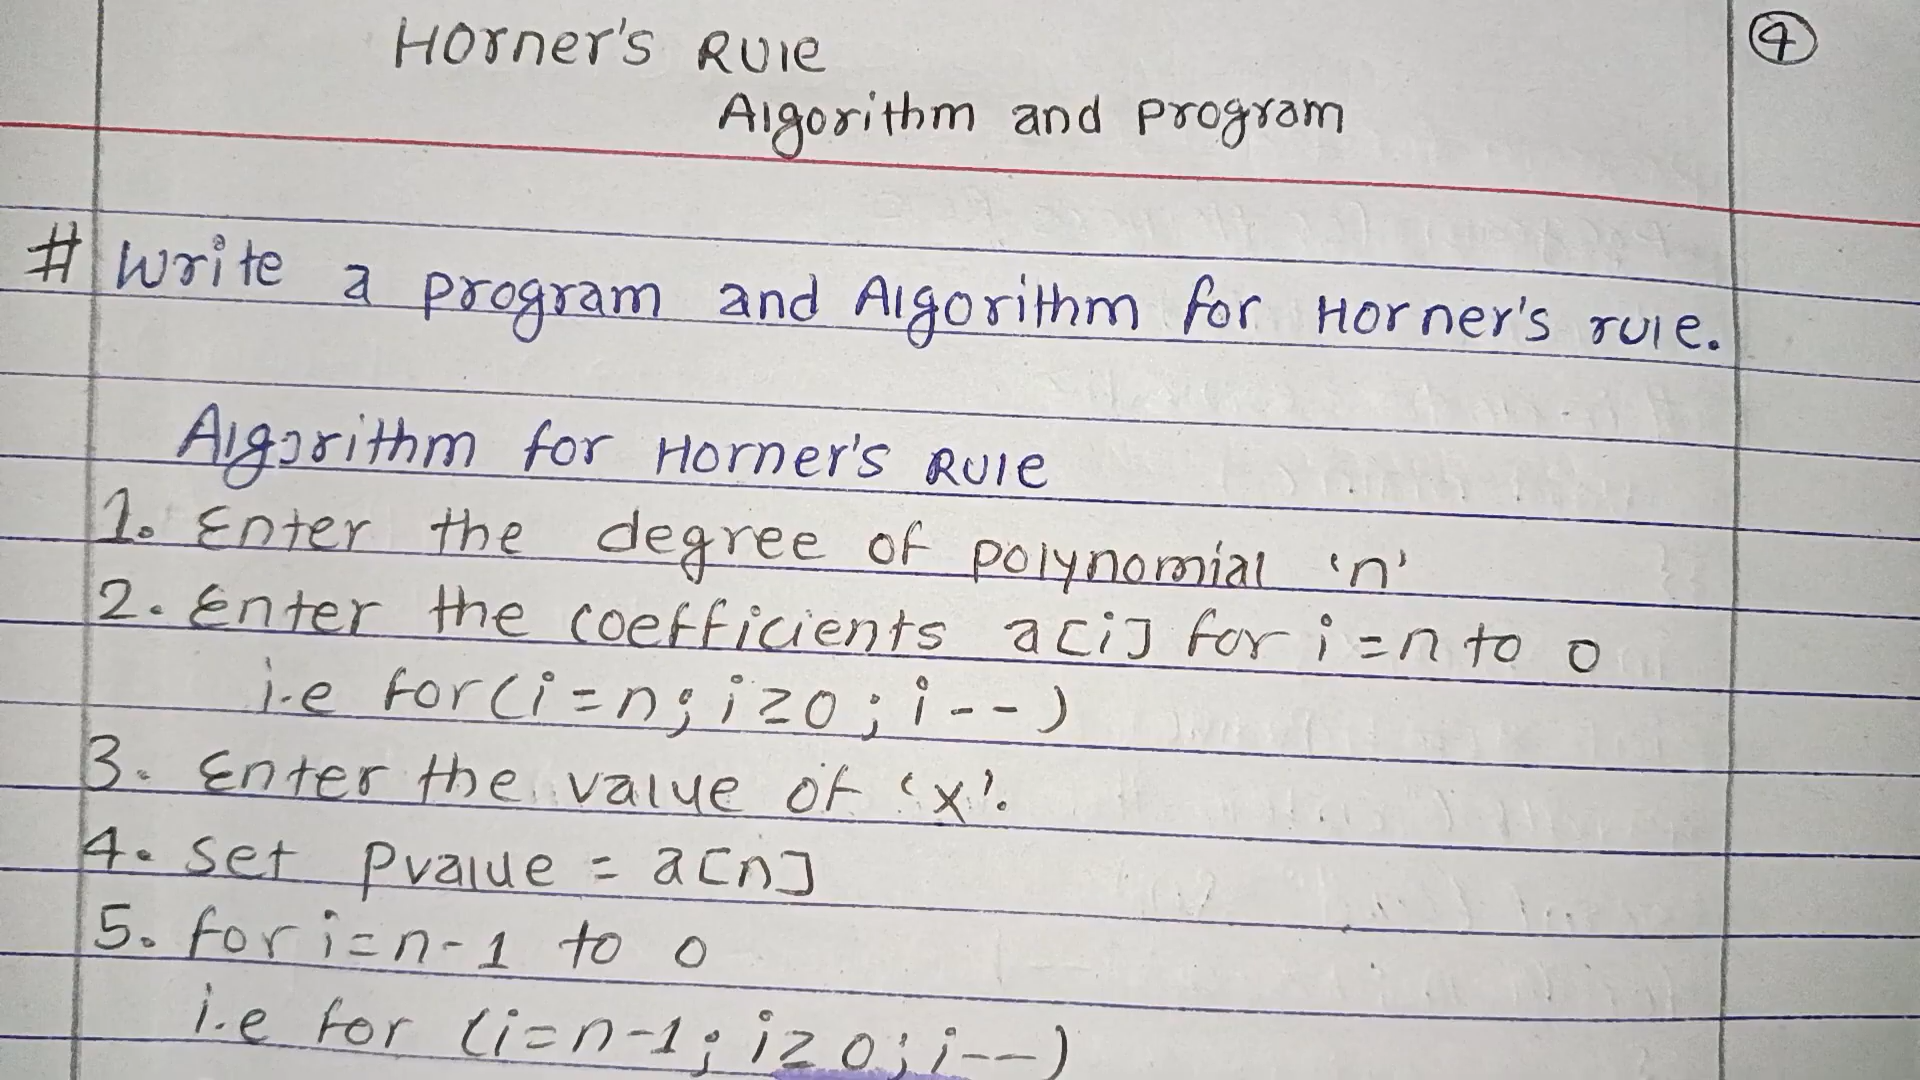 Horner's Rule
④
Algorithm and program
# Write a program and Algorithm for Horner's rule.
Algorithm for Horner's Rule
1. Enter the degree of polynomial 'n'
2. Enter the coefficients a[i] for i=n to 0
i.e for(i=n; i≥0; i--)
3. Enter the value of 'x'.
4. set pvalue = a[n]
5. for i=n-1 to 0
i.e for (i=n-1; i≥0; i--)